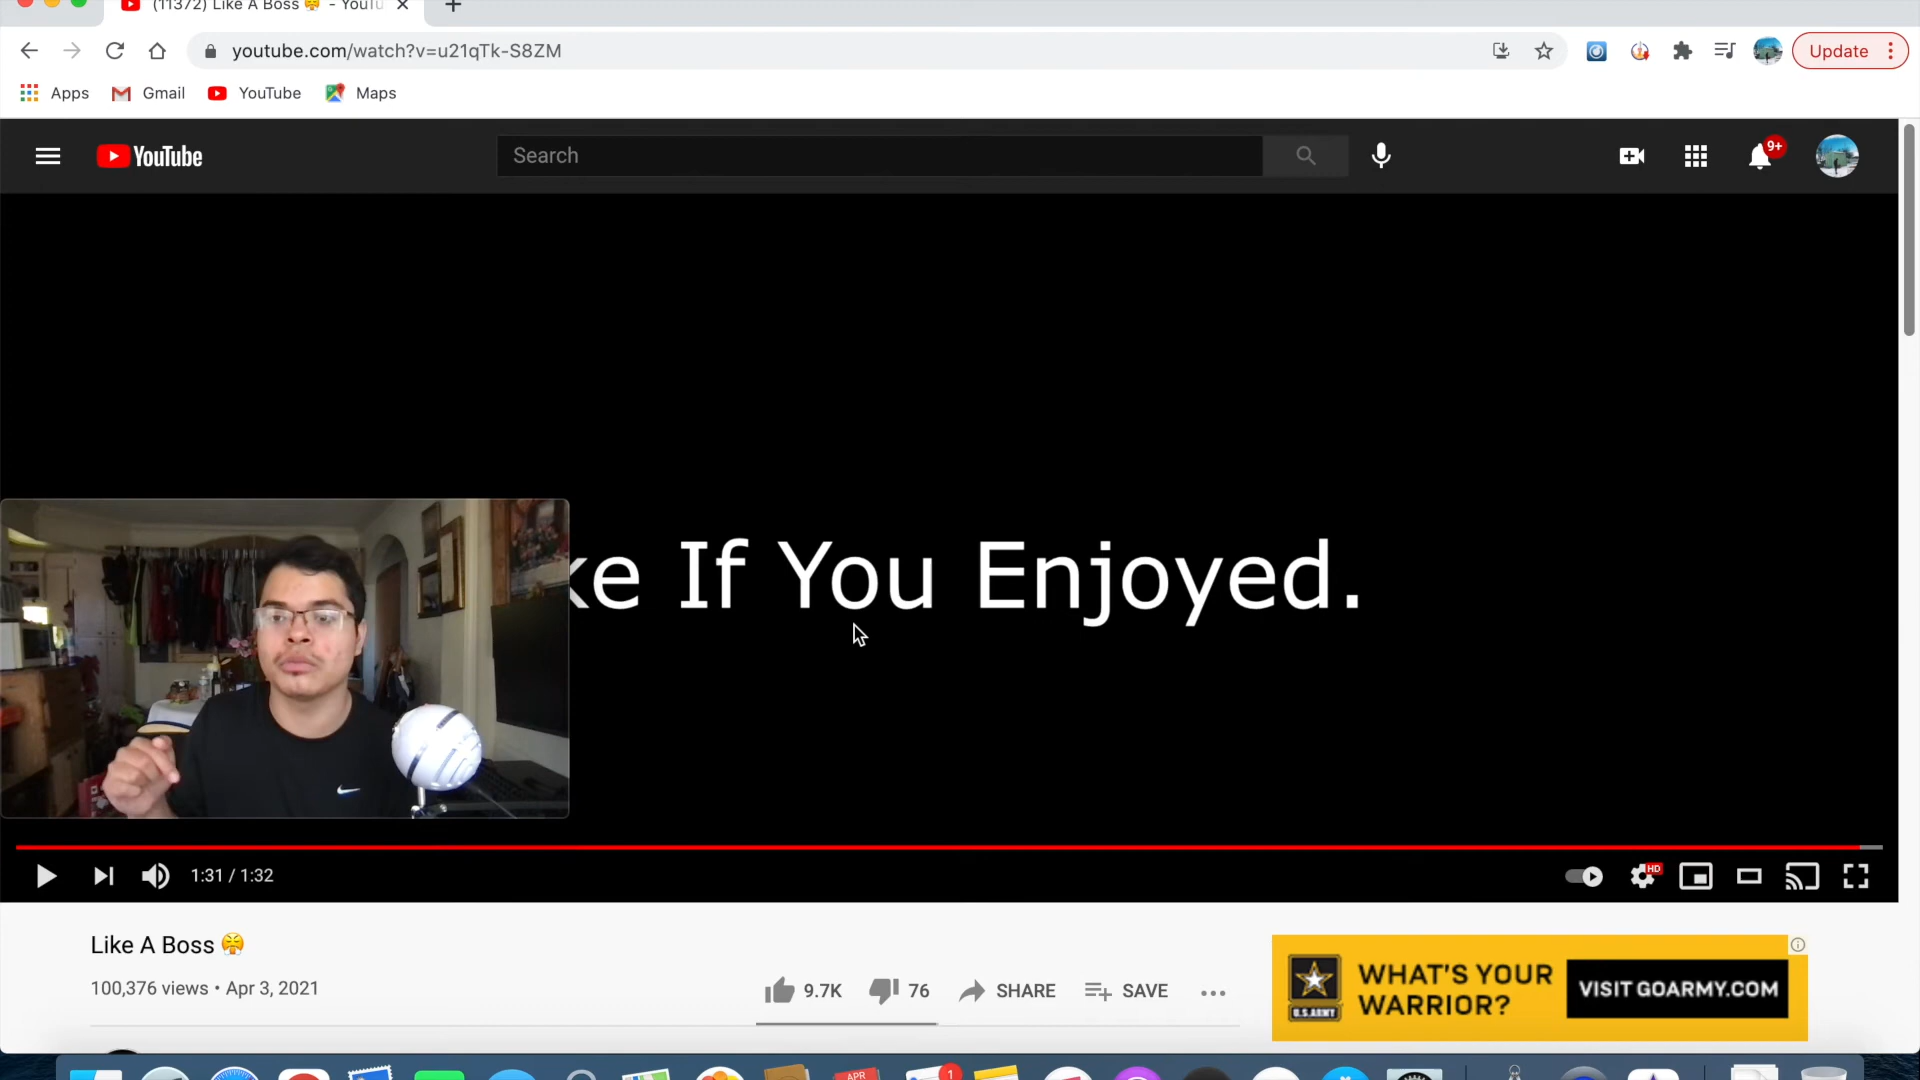 (11372) Like A Boss 😤 - YouTu
youtube.com/watch?v=u21qTk-S8ZM
Update
Apps
Gmail
YouTube
Maps
YouTube
Search
9+
ke If You Enjoyed.
1:31 / 1:32
HD
Like A Boss 😤
100,376 views • Apr 3, 2021
9.7K
76
SHARE
SAVE
U.S.ARMY
WHAT'S YOUR
WARRIOR?
VISIT GOARMY.COM
APR
1